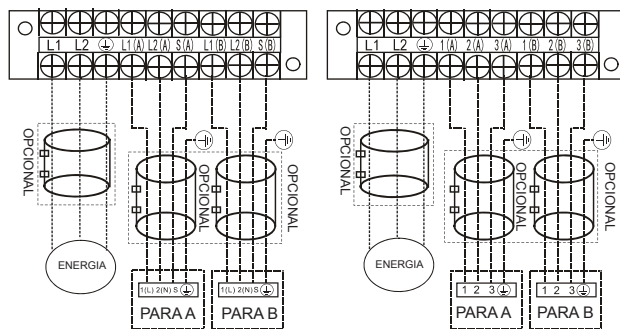 L1 L2 L1(A) L2(A) S(A) L1(B) L2(B) S(B)
OPCIONAL
OPCIONAL
OPCIONAL
ENERGIA
1(L) 2(N) S
1(L) 2(N) S
PARA A
PARA B
L1 L2 1(A) 2(A) 3(A) 1(B) 2(B) 3(B)
OPCIONAL
OPCIONAL
OPCIONAL
ENERGIA
1 2 3
1 2 3
PARA A
PARA B